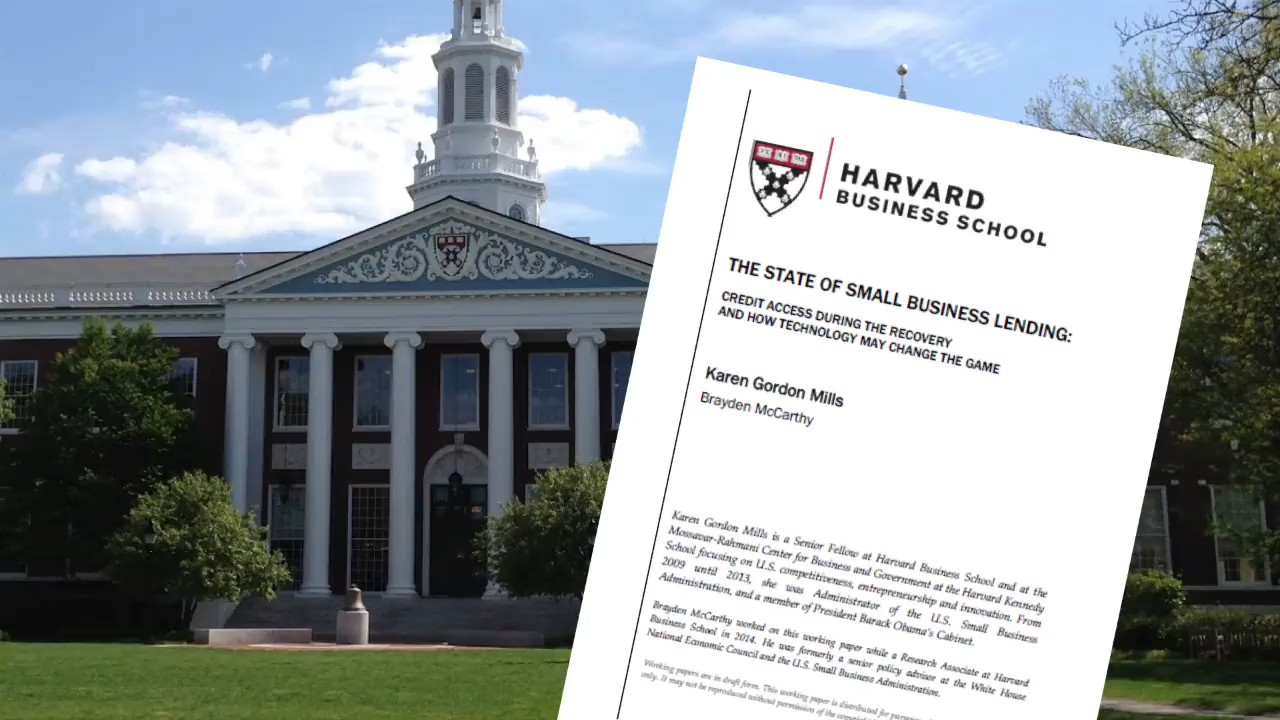 HARVARD
BUSINESS SCHOOL
THE STATE OF SMALL BUSINESS LENDING:
CREDIT ACCESS DURING THE RECOVERY
AND HOW TECHNOLOGY MAY CHANGE THE GAME
Karen Gordon Mills
Brayden McCarthy
Karen Gordon Mills is a Senior Fellow at Harvard Business School and at the
Mossavar-Rahmani Center for Business and Government at the Harvard Kennedy
School focusing on U.S. competitiveness, entrepreneurship and innovation. From
2009 until 2013, she was Administrator of the U.S. Small Business
Administration, and a member of President Barack Obama's Cabinet.
Brayden McCarthy worked on this working paper while a Research Associate at Harvard
Business School in 2014. He was formerly a senior policy advisor at the White House
National Economic Council and the U.S. Small Business Administration.
Working papers are in draft form. This working paper is distributed for
only. It may not be reproduced without permission of the